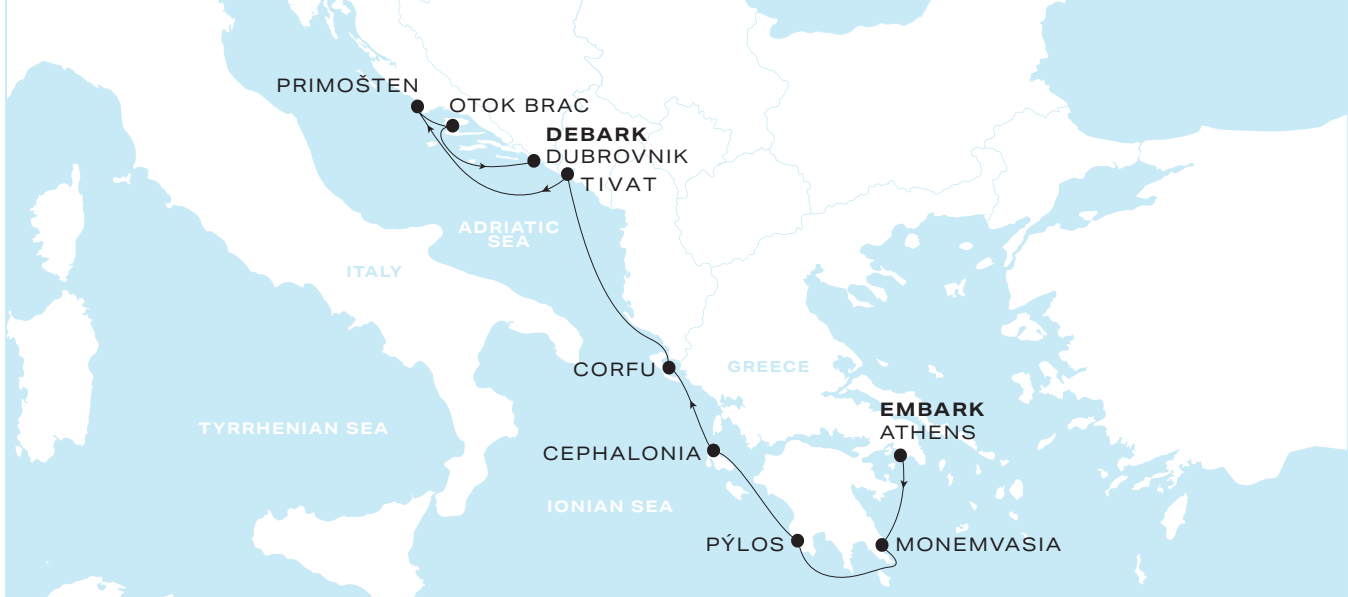 PRIMOŠTEN
OTOK BRAC
DEBARK
DUBROVNIK
TIVAT
ADRIATIC
SEA
ITALY
CORFU
GREECE
EMBARK
ATHENS
TYRRHENIAN SEA
CEPHALONIA
IONIAN SEA
PÝLOS
MONEMVASIA